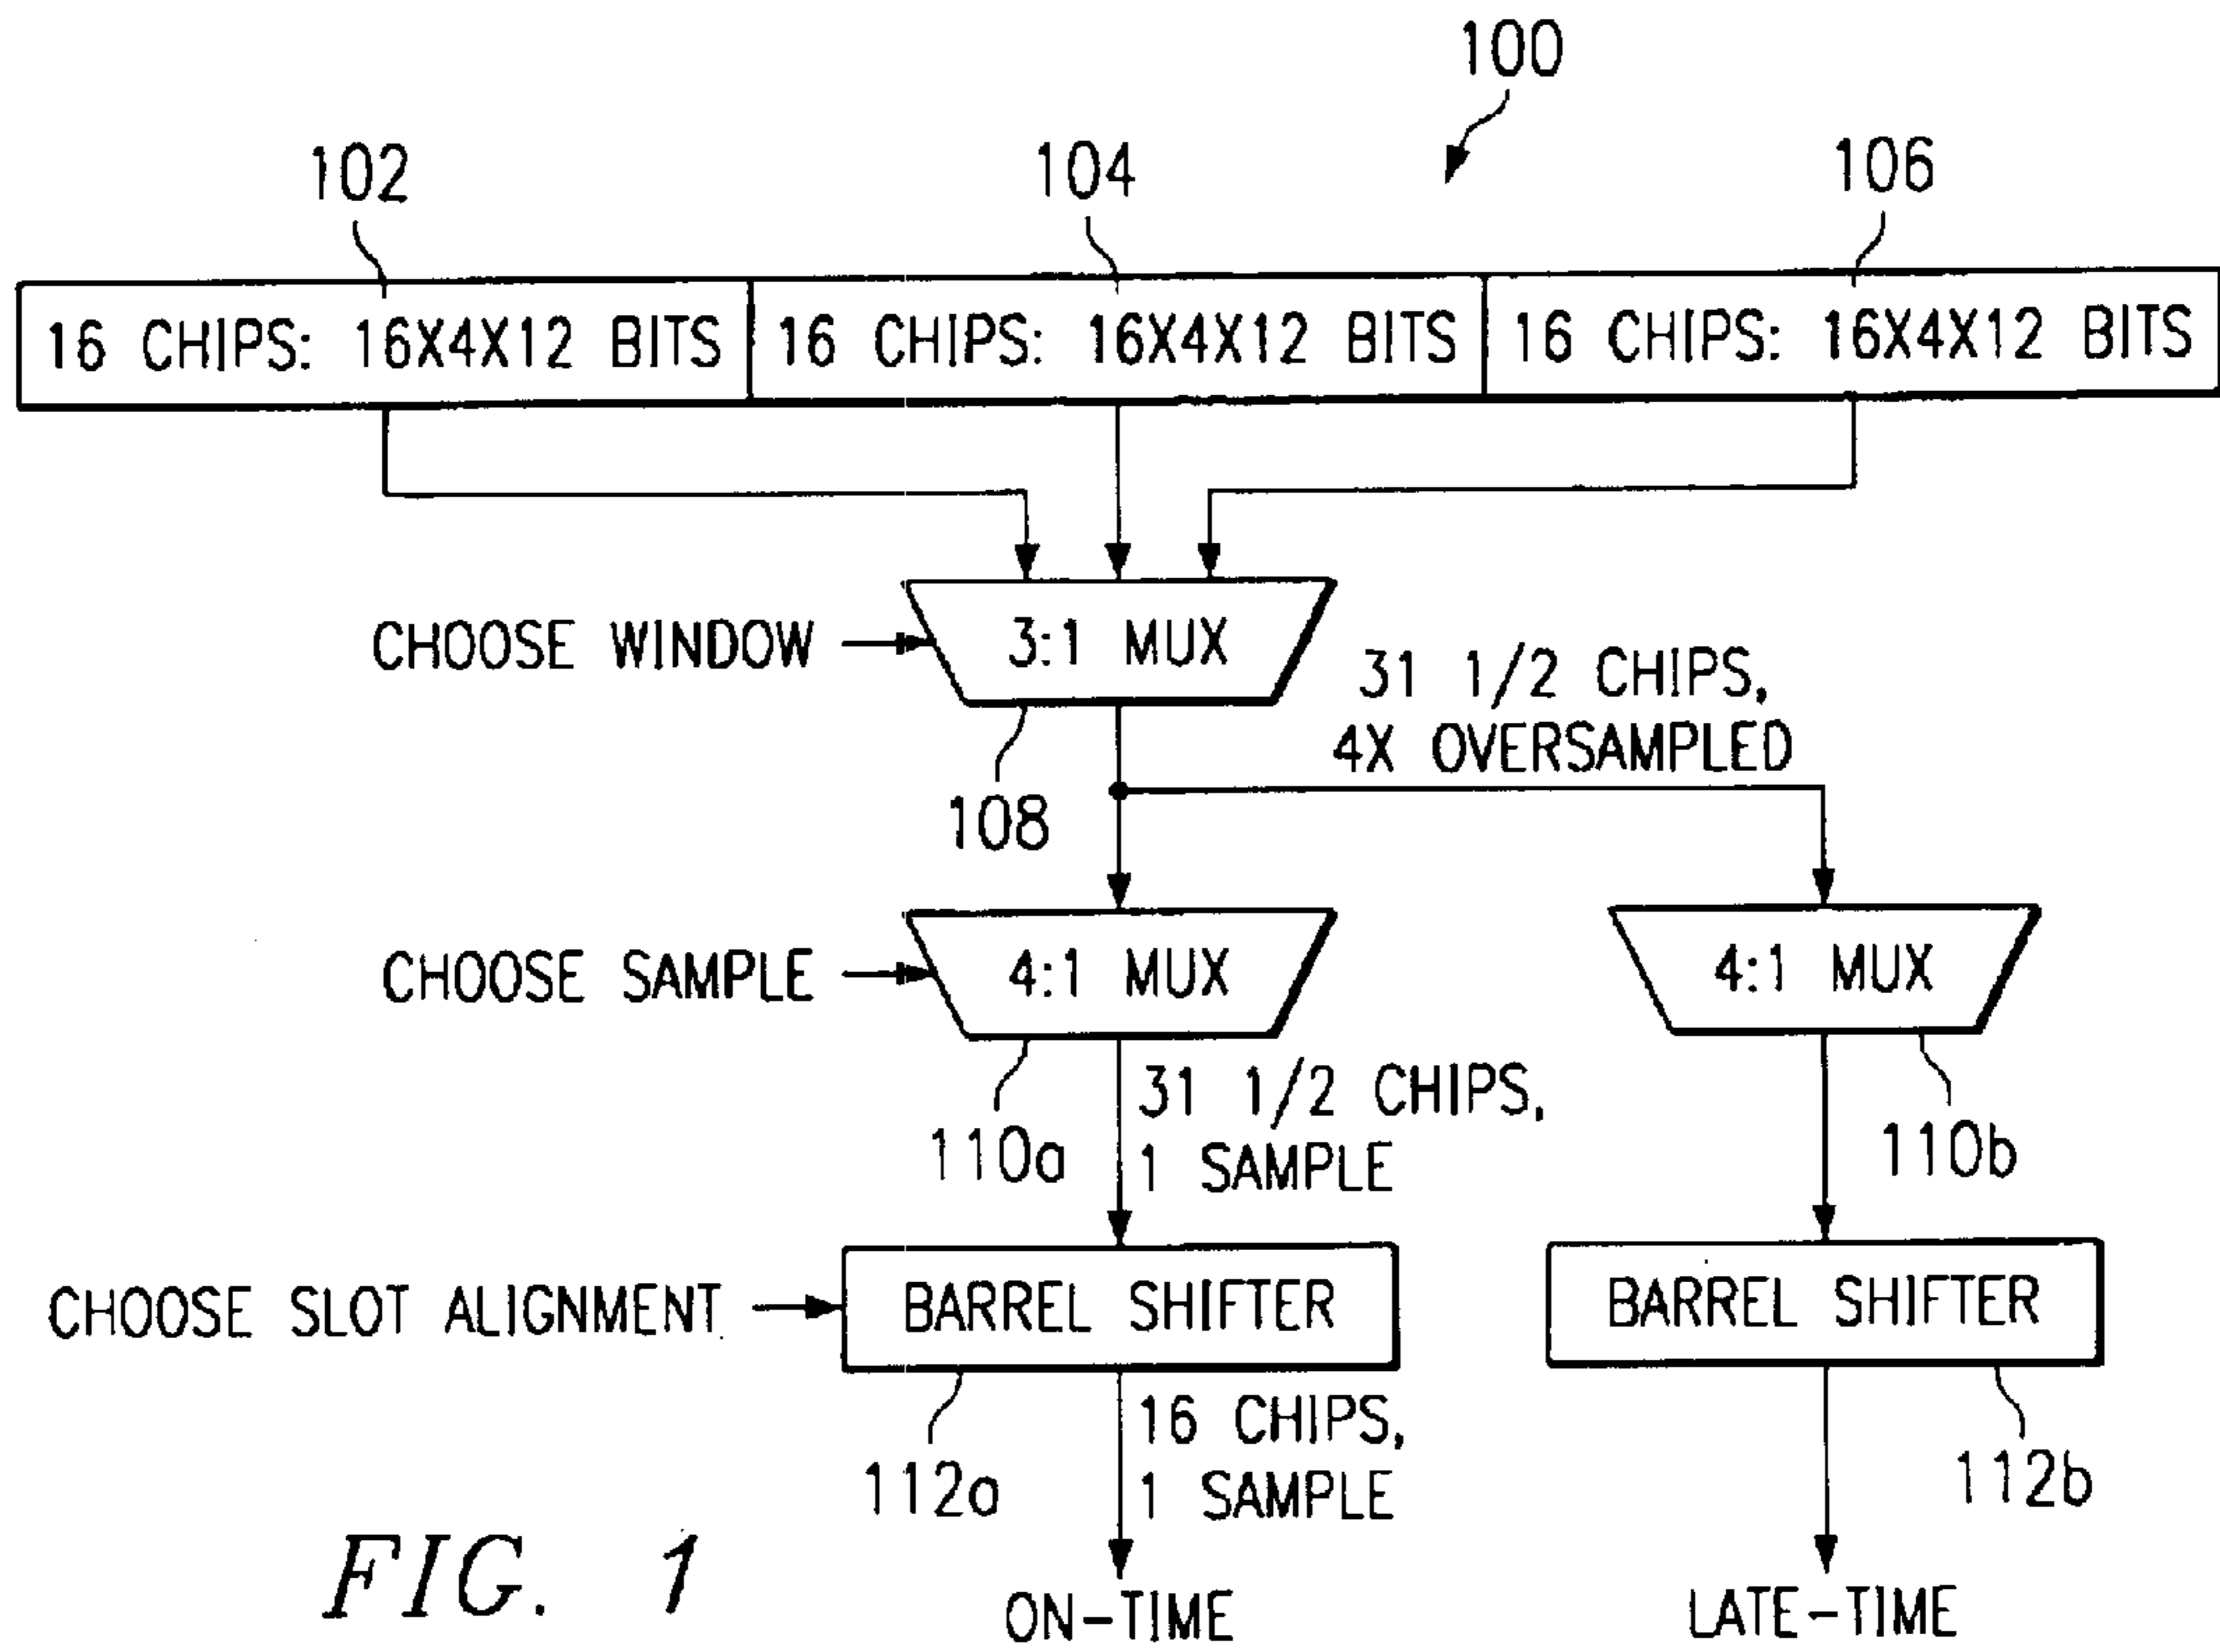 100
102
104
106
16 CHIPS: 16X4X12 BITS
16 CHIPS: 16X4X12 BITS
16 CHIPS: 16X4X12 BITS
CHOOSE WINDOW
3:1 MUX
31 1/2 CHIPS,
4X OVERSAMPLED
108
CHOOSE SAMPLE
4:1 MUX
4:1 MUX
31 1/2 CHIPS,
1 SAMPLE
110a
110b
CHOOSE SLOT ALIGNMENT
BARREL SHIFTER
BARREL SHIFTER
16 CHIPS,
1 SAMPLE
112a
112b
FIG. 1
ON-TIME
LATE-TIME